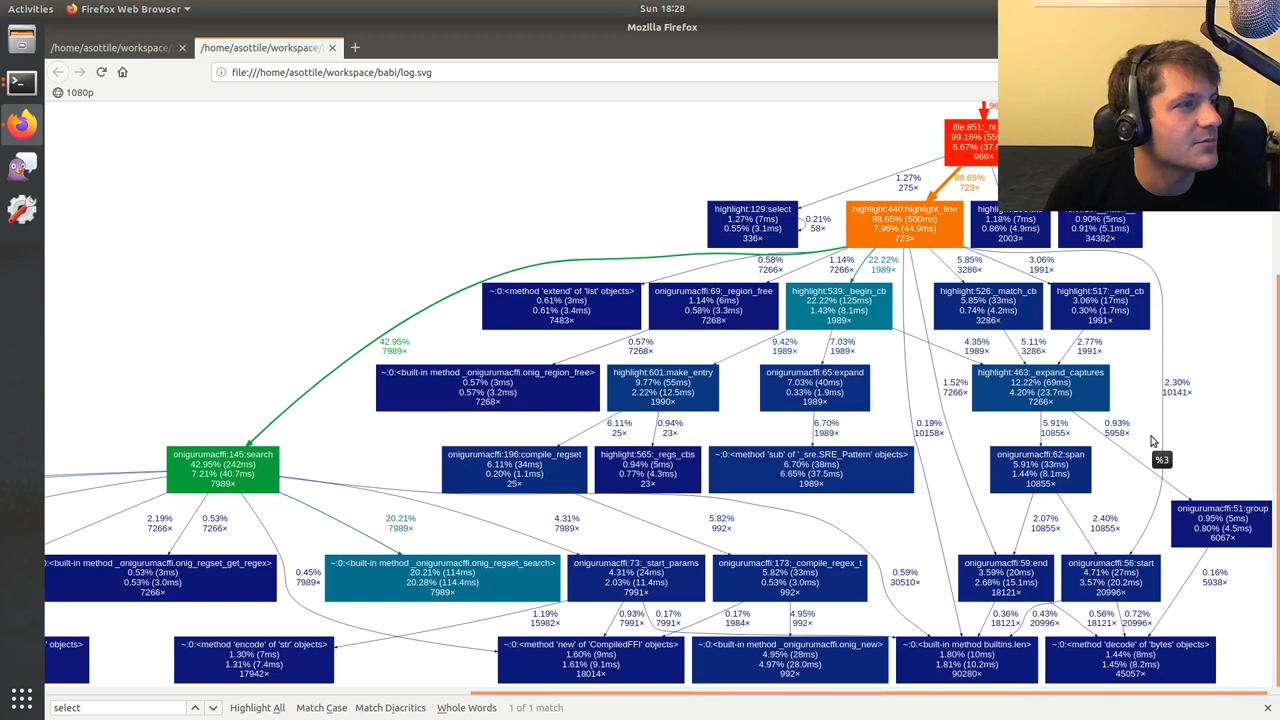 Activities
Firefox Web Browser
Sun 18:28
Mozilla Firefox
/home/asottile/workspace/
/home/asottile/workspace/
file:///home/asottile/workspace/babi/log.svg
1080p
file:851:_hl
99.16%
6.67%
966×
1.27%
275×
88.65%
723×
highlight:129:select
1.27% (7ms)
0.55% (3.1ms)
336×
0.21%
58×
highlight:440:highlight_line
88.65% (500ms)
7.96% (44.9ms)
723×
1.18% (7ms)
0.86% (4.9ms)
2003×
0.90% (5ms)
0.91% (5.1ms)
34382×
0.58%
7266×
1.14%
7266×
22.22%
1989×
5.85%
3286×
3.06%
1991×
~:0:<method 'extend' of 'list' objects>
0.61% (3ms)
0.61% (3.4ms)
7483×
onigurumacffi:69:_region_free
1.14% (6ms)
0.58% (3.3ms)
7268×
highlight:539:_begin_cb
22.22% (125ms)
1.43% (8.1ms)
1989×
highlight:526:_match_cb
5.85% (33ms)
0.74% (4.2ms)
3286×
highlight:517:_end_cb
3.06% (17ms)
0.30% (1.7ms)
1991×
42.95%
7989×
0.57%
7268×
9.42%
1989×
7.03%
1989×
4.35%
1989×
5.11%
3286×
2.77%
1991×
~:0:<built-in method _onigurumacffi.onig_region_free>
0.57% (3ms)
0.57% (3.2ms)
7268×
highlight:601:make_entry
9.77% (55ms)
2.22% (12.5ms)
1990×
onigurumacffi:65:expand
7.03% (40ms)
0.33% (1.9ms)
1989×
1.52%
7266×
highlight:463:_expand_captures
12.22% (69ms)
4.20% (23.7ms)
7266×
2.30%
10141×
6.11%
25×
0.94%
23×
6.70%
1989×
0.19%
10158×
5.91%
10855×
0.93%
5958×
onigurumacffi:145:search
42.95% (242ms)
7.21% (40.7ms)
7989×
onigurumacffi:196:compile_regset
6.11% (34ms)
0.20% (1.1ms)
25×
highlight:565:_regs_cbs
0.94% (5ms)
0.77% (4.3ms)
23×
~:0:<method 'sub' of '_sre.SRE_Pattern' objects>
6.70% (38ms)
6.65% (37.5ms)
1989×
onigurumacffi:62:span
5.91% (33ms)
1.44% (8.1ms)
10855×
%3
2.19%
7266×
0.53%
7266×
20.21%
7989×
4.31%
7989×
5.82%
992×
2.07%
10855×
2.40%
10855×
onigurumacffi:51:group
0.95% (5ms)
0.80% (4.5ms)
6067×
:0:<built-in method _onigurumacffi.onig_regset_get_regex>
0.53% (3ms)
0.53% (3.0ms)
7266×
0.45%
7989×
~:0:<built-in method _onigurumacffi.onig_regset_search>
20.21% (114ms)
20.28% (114.4ms)
7989×
onigurumacffi:73:_start_params
4.31% (24ms)
2.03% (11.4ms)
7991×
onigurumacffi:173:_compile_regex_t
5.82% (33ms)
0.53% (3.0ms)
992×
0.59%
30510×
onigurumacffi:59:end
3.59% (20ms)
2.68% (15.1ms)
18121×
onigurumacffi:56:start
4.71% (27ms)
3.57% (20.2ms)
20996×
0.16%
5938×
1.19%
15982×
0.93%
7991×
0.17%
7991×
0.17%
1984×
4.95%
992×
0.36%
18121×
0.43%
20996×
0.56%
18121×
0.72%
20996×
' objects>
~:0:<method 'encode' of 'str' objects>
1.30% (7ms)
1.31% (7.4ms)
17942×
~:0:<method 'new' of 'CompiledFFI' objects>
1.60% (9ms)
1.61% (9.1ms)
18014×
~:0:<built-in method _onigurumacffi.onig_new>
4.95% (28ms)
4.97% (28.0ms)
992×
~:0:<built-in method builtins.len>
1.80% (10ms)
1.81% (10.2ms)
90280×
~:0:<method 'decode' of 'bytes' objects>
1.44% (8ms)
1.45% (8.2ms)
45057×
select
Highlight All
Match Case
Match Diacritics
Whole Words
1 of 1 match